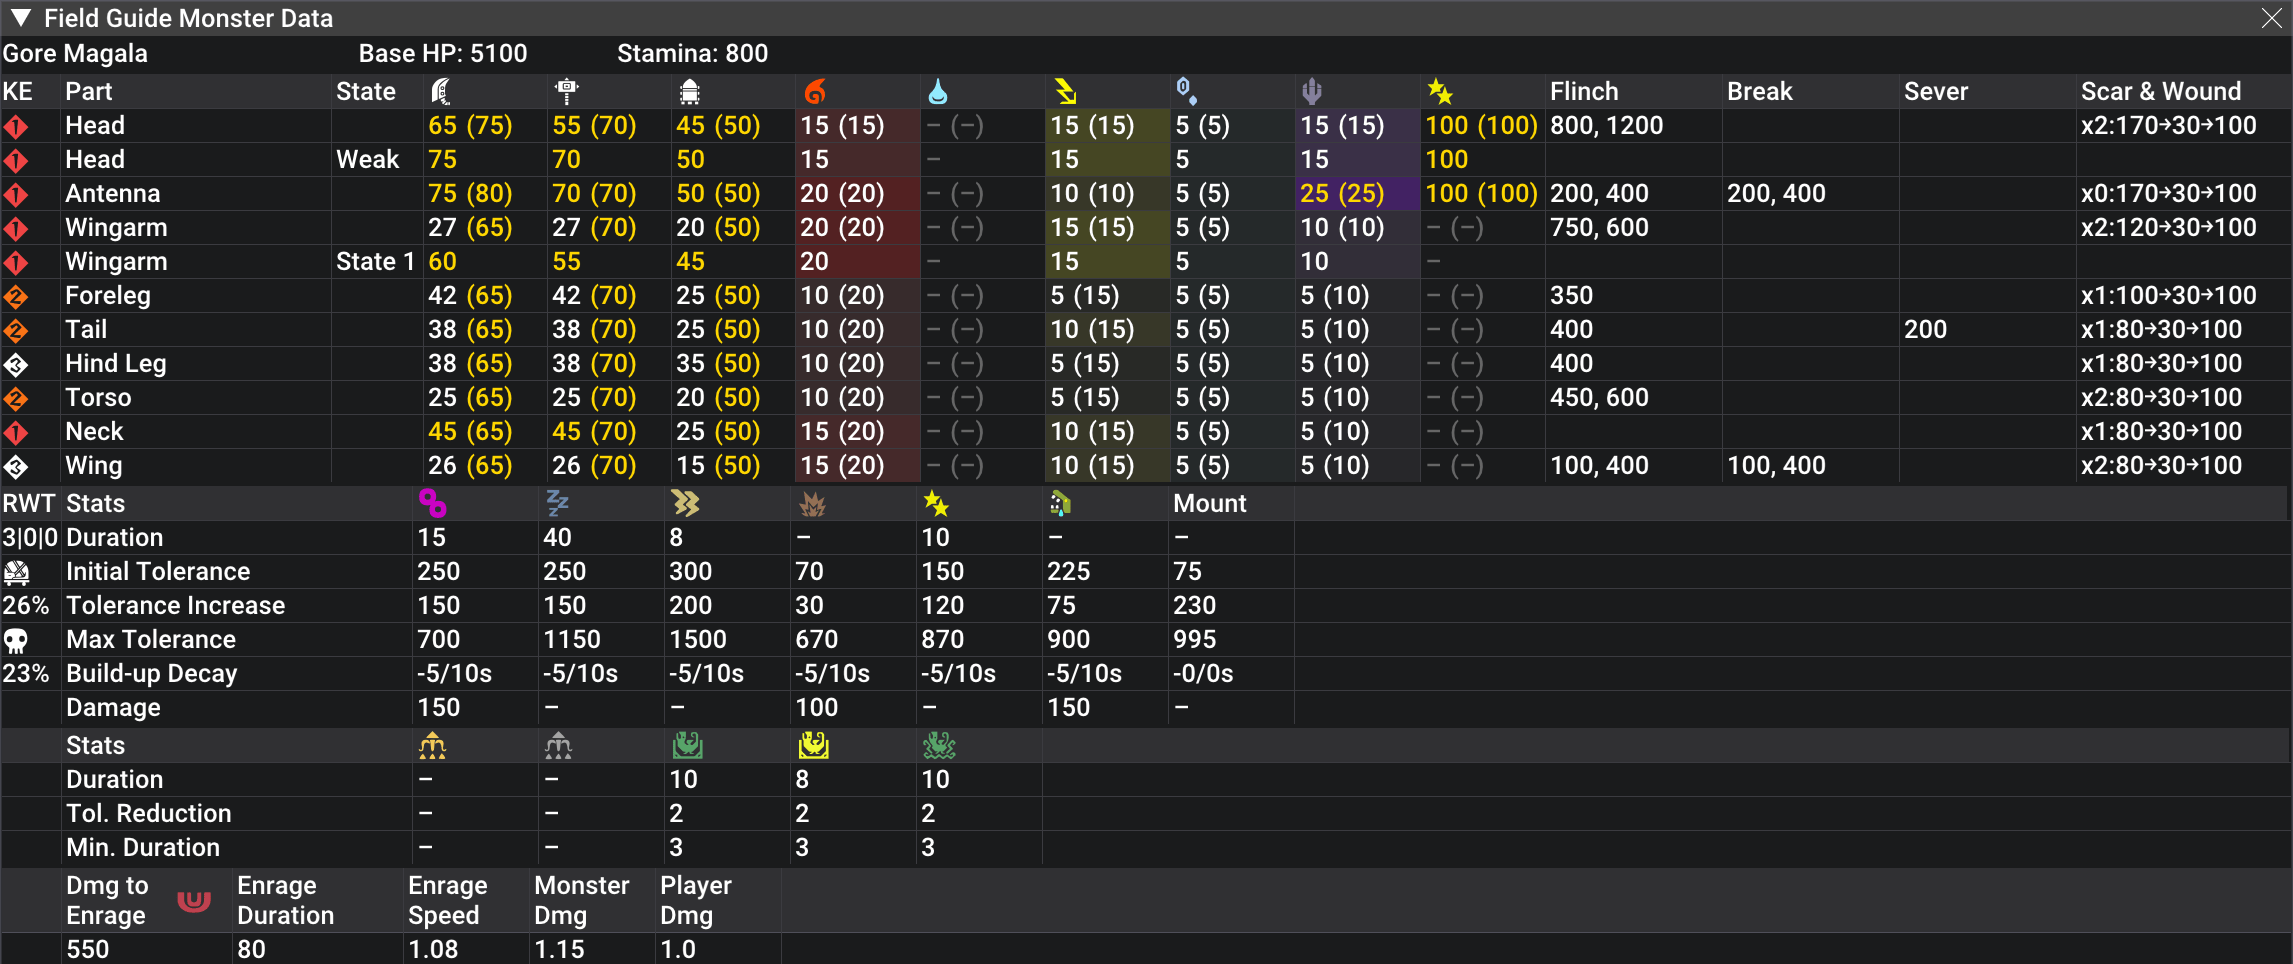 Field Guide Monster Data
Gore Magala Base HP: 5100 Stamina: 800
KE Part State Flinch Break Sever Scar & Wound
1 Head 65 (75) 55 (70) 45 (50) 15 (15) – (–) 15 (15) 5 (5) 15 (15) 100 (100) 800, 1200 x2:170→30→100
1 Head Weak 75 70 50 15 – 15 5 15 100
1 Antenna 75 (80) 70 (70) 50 (50) 20 (20) – (–) 10 (10) 5 (5) 25 (25) 100 (100) 200, 400 200, 400 x0:170→30→100
1 Wingarm 27 (65) 27 (70) 20 (50) 20 (20) – (–) 15 (15) 5 (5) 10 (10) – (–) 750, 600 x2:120→30→100
1 Wingarm State 1 60 55 45 20 – 15 5 10 –
2 Foreleg 42 (65) 42 (70) 25 (50) 10 (20) – (–) 5 (15) 5 (5) 5 (10) – (–) 350 x1:100→30→100
2 Tail 38 (65) 38 (70) 25 (50) 10 (20) – (–) 10 (15) 5 (5) 5 (10) – (–) 400 200 x1:80→30→100
3 Hind Leg 38 (65) 38 (70) 35 (50) 10 (20) – (–) 5 (15) 5 (5) 5 (10) – (–) 400 x1:80→30→100
2 Torso 25 (65) 25 (70) 20 (50) 10 (20) – (–) 5 (15) 5 (5) 5 (10) – (–) 450, 600 x2:80→30→100
1 Neck 45 (65) 45 (70) 25 (50) 15 (20) – (–) 10 (15) 5 (5) 5 (10) – (–) x1:80→30→100
3 Wing 26 (65) 26 (70) 15 (50) 15 (20) – (–) 10 (15) 5 (5) 5 (10) – (–) 100, 400 100, 400 x2:80→30→100
RWT Stats Mount
3|0|0 Duration 15 40 8 – 10 – –
Initial Tolerance 250 250 300 70 150 225 75
26% Tolerance Increase 150 150 200 30 120 75 230
Max Tolerance 700 1150 1500 670 870 900 995
23% Build-up Decay -5/10s -5/10s -5/10s -5/10s -5/10s -5/10s -0/0s
Damage 150 – – 100 – 150 –
Stats
Duration – – 10 8 10
Tol. Reduction – – 2 2 2
Min. Duration – – 3 3 3
Dmg to Enrage Enrage Monster Player
Enrage Duration Speed Dmg Dmg
550 80 1.08 1.15 1.0